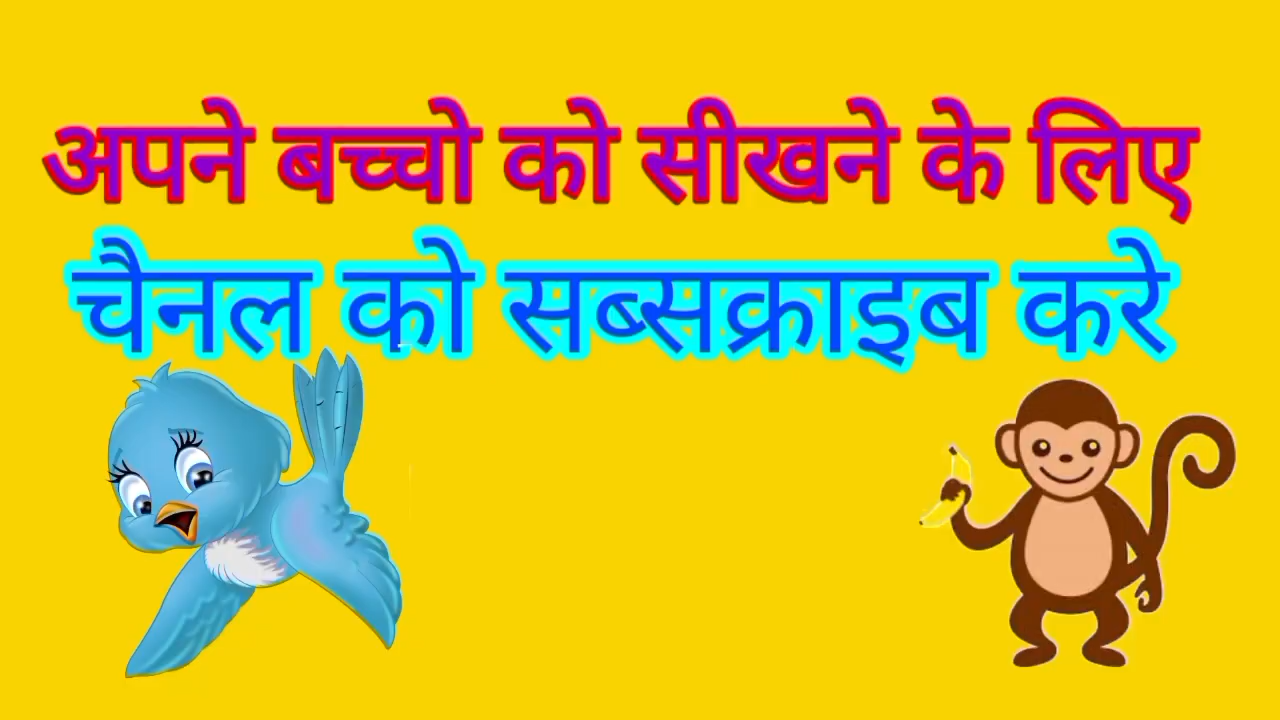 अपने बच्चो को सीखने के लिए
चैनल को सब्सक्राइब करे